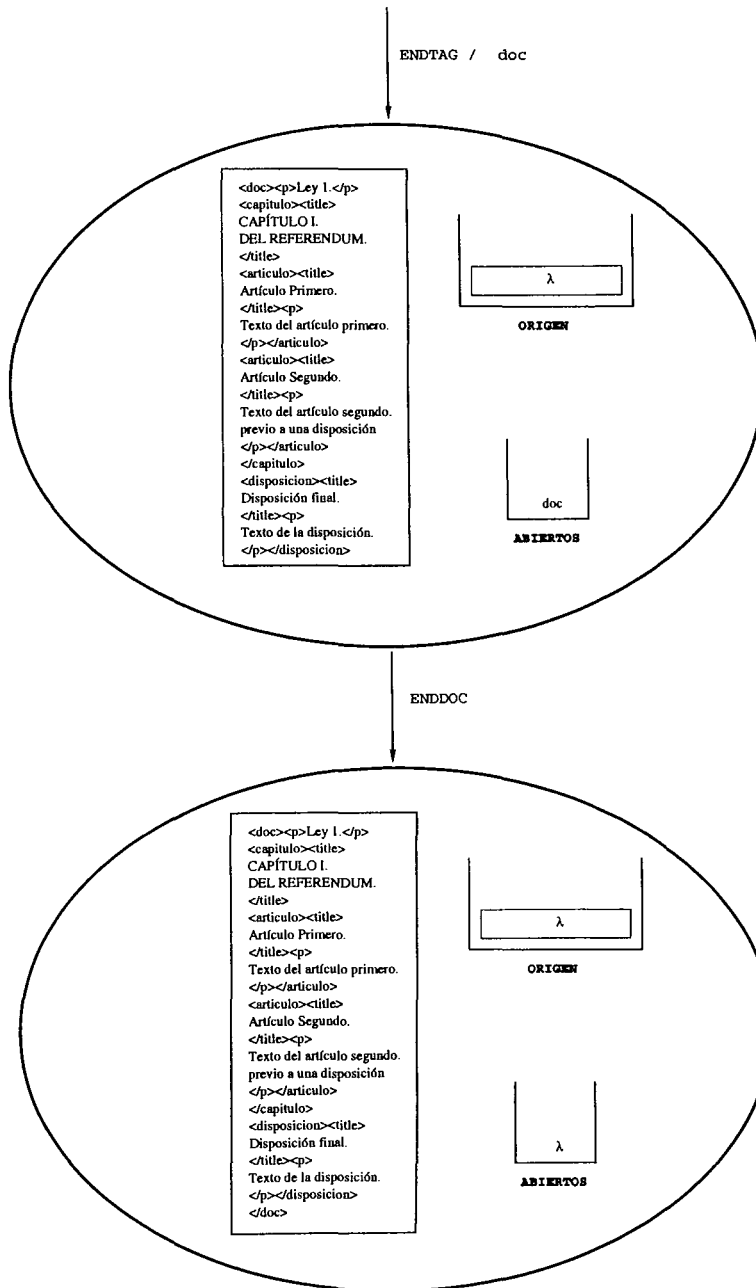 ENDTAG / doc
<doc><p>Ley 1.</p>
<capitulo><title>
CAPÍTULO I.
DEL REFERENDUM.
</title>
<articulo><title>
Artículo Primero.
</title><p>
Texto del artículo primero.
</p></articulo>
<articulo><title>
Artículo Segundo.
</title><p>
Texto del artículo segundo.
previo a una disposición
</p></articulo>
</capitulo>
<disposicion><title>
Disposición final.
</title><p>
Texto de la disposición.
</p></disposicion>
λ
ORIGEN
doc
ABIERTOS
ENDDOC
<doc><p>Ley 1.</p>
<capitulo><title>
CAPÍTULO I.
DEL REFERENDUM.
</title>
<articulo><title>
Artículo Primero.
</title><p>
Texto del artículo primero.
</p></articulo>
<articulo><title>
Artículo Segundo.
</title><p>
Texto del artículo segundo.
previo a una disposición
</p></articulo>
</capitulo>
<disposicion><title>
Disposición final.
</title><p>
Texto de la disposición.
</p></disposicion>
</doc>
λ
ORIGEN
λ
ABIERTOS